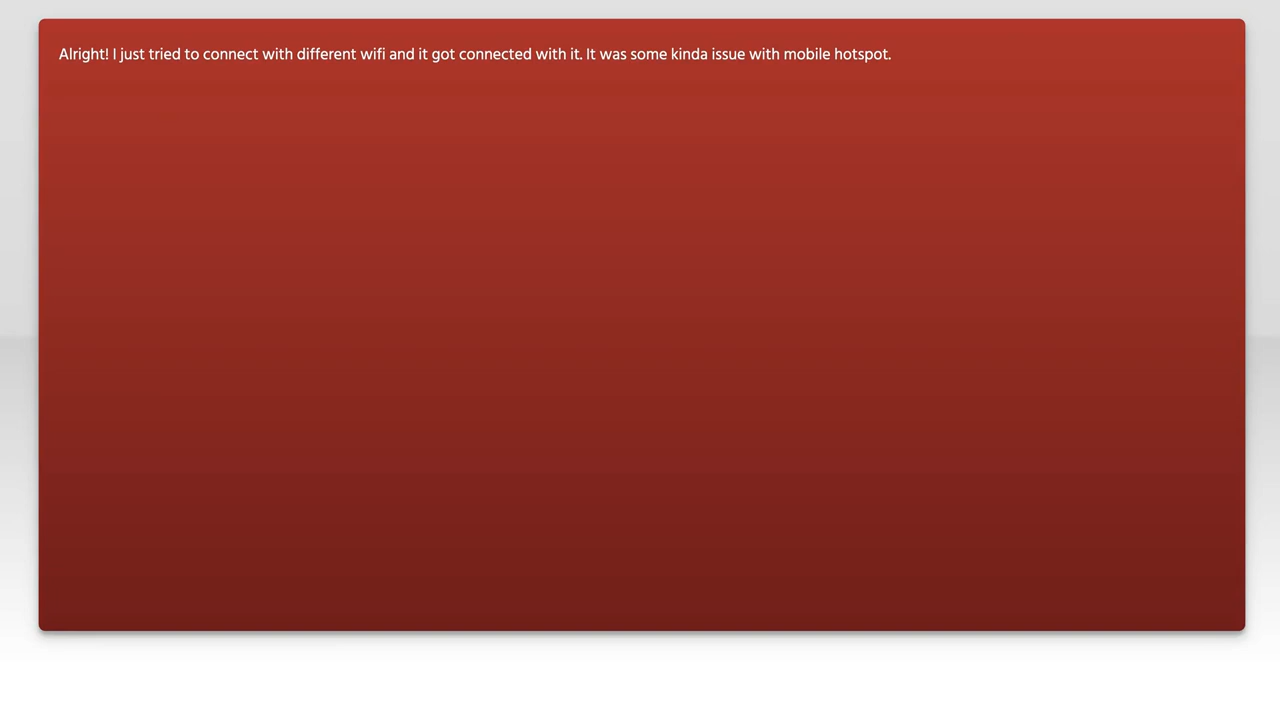 Alright! I just tried to connect with different wifi and it got connected with it. It was some kinda issue with mobile hotspot.